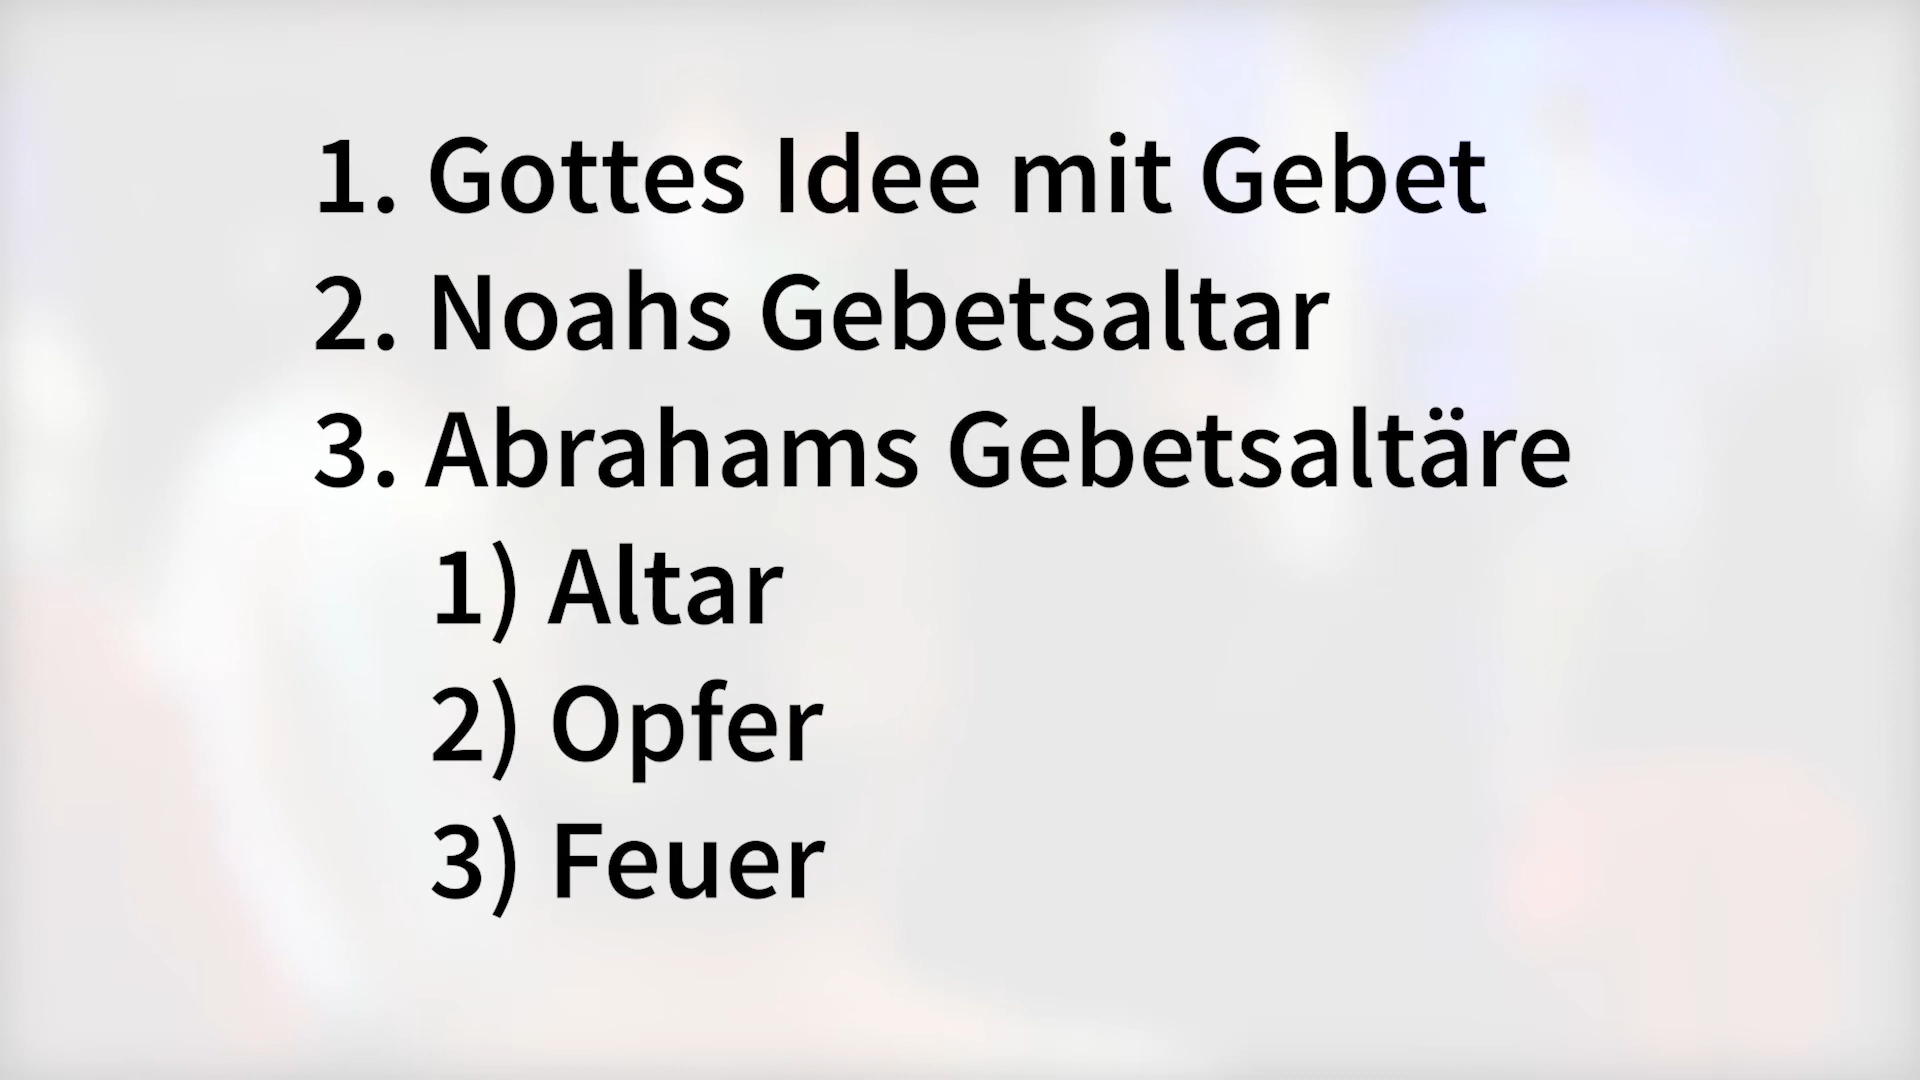 1. Gottes Idee mit Gebet
2. Noahs Gebetsaltar
3. Abrahams Gebetsaltäre
1) Altar
2) Opfer
3) Feuer